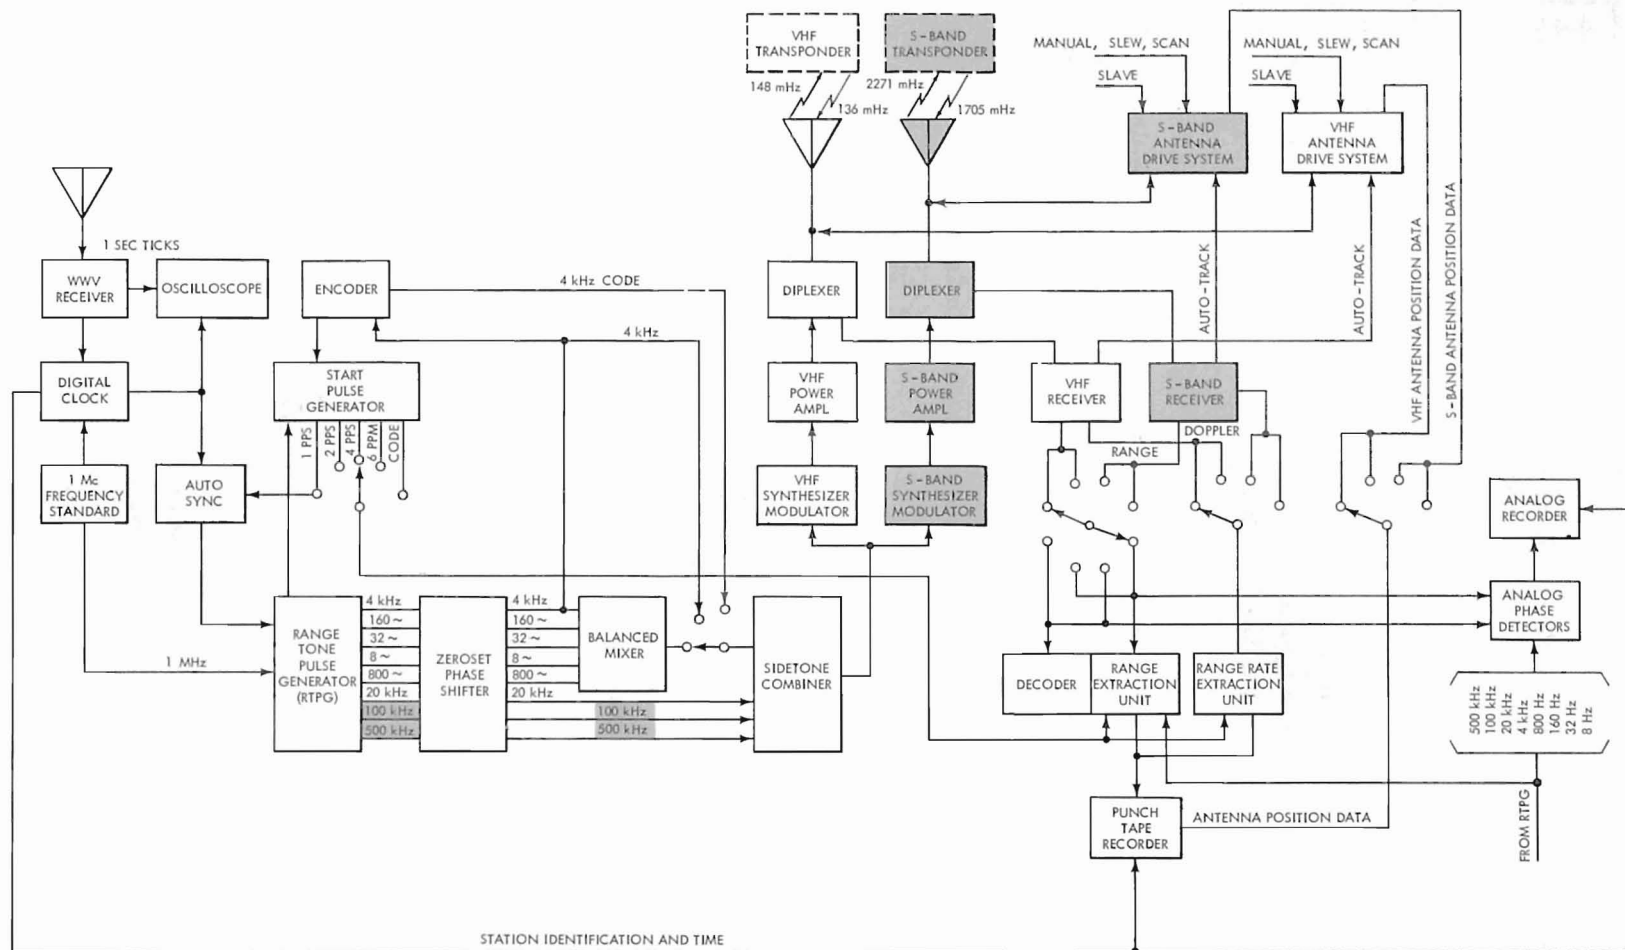 VHF
TRANSPONDER
S-BAND
TRANSPONDER
148 mHz
136 mHz
2271 mHz
1705 mHz
MANUAL, SLEW, SCAN
SLAVE
MANUAL, SLEW, SCAN
SLAVE
S-BAND
ANTENNA
DRIVE SYSTEM
VHF
ANTENNA
DRIVE SYSTEM
1 SEC TICKS
WWV
RECEIVER
OSCILLOSCOPE
ENCODER
4 kHz CODE
4 kHz
DIPLEXER
DIPLEXER
AUTO-TRACK
AUTO-TRACK
VHF ANTENNA POSITION DATA
S-BAND ANTENNA POSITION DATA
DIGITAL
CLOCK
START
PULSE
GENERATOR
1 PPS
2 PPS
4 PPS
6 PPM
CODE
VHF
POWER
AMPL
S-BAND
POWER
AMPL
VHF
RECEIVER
S-BAND
RECEIVER
DOPPLER
RANGE
1 Mc
FREQUENCY
STANDARD
AUTO
SYNC
VHF
SYNTHESIZER
MODULATOR
S-BAND
SYNTHESIZER
MODULATOR
ANALOG
RECORDER
1 MHz
RANGE
TONE
PULSE
GENERATOR
(RTPG)
4 kHz
160 ~
32 ~
8 ~
800 ~
20 kHz
100 kHz
500 kHz
ZEROSET
PHASE
SHIFTER
4 kHz
160 ~
32 ~
8 ~
800 ~
20 kHz
100 kHz
500 kHz
BALANCED
MIXER
SIDETONE
COMBINER
DECODER
RANGE
EXTRACTION
UNIT
RANGE RATE
EXTRACTION
UNIT
ANALOG
PHASE
DETECTORS
500 kHz
100 kHz
20 kHz
4 kHz
800 Hz
160 Hz
32 Hz
8 Hz
FROM RTPG
PUNCH
TAPE
RECORDER
ANTENNA POSITION DATA
STATION IDENTIFICATION AND TIME